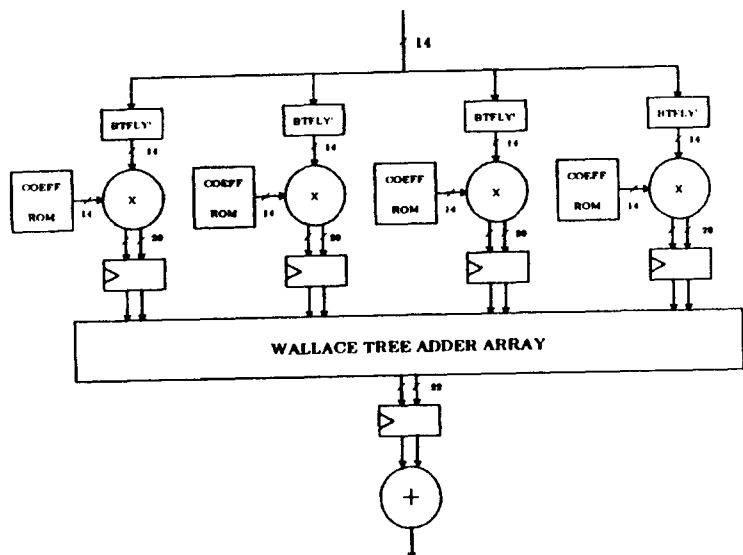 14
BTFLY'
BTFLY'
BTFLY'
BTFLY'
14
14
14
14
COEFF
ROM
14
X
COEFF
ROM
14
X
COEFF
ROM
14
X
COEFF
ROM
14
X
20
20
20
20
WALLACE TREE ADDER ARRAY
22
+